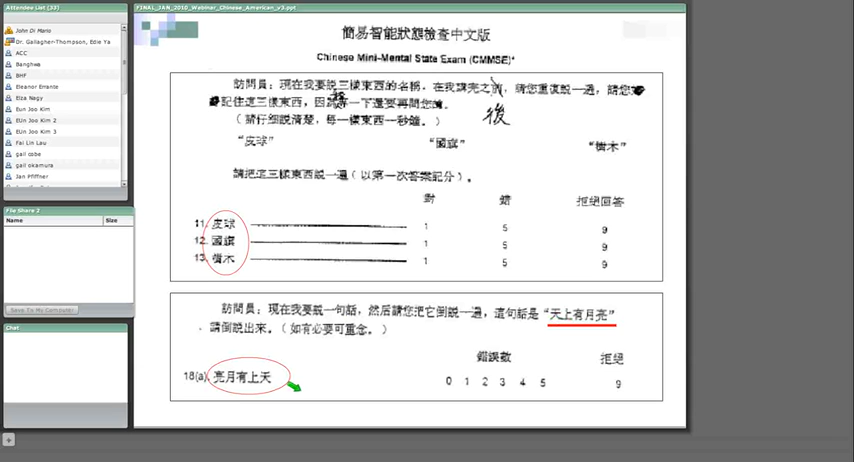 Attendee List (33)
John Di Mario
Dr. Gallagher-Thompson, Edie Ya
ACC
Banghwa
BHF
Eleanor Errante
Elza Nagy
Eun Joo Kim
EUn Joo Kim 2
EUn Joo Kim 3
Fai Lin Lau
gail cobe
gail okamura
Jan Pfiffner
File Share 2
Name Size
Save To My Computer
Chat
FINAL_JAN_2010_Webiner_Chinese_American_v3.ppt
簡易智能狀態檢查中文版
Chinese Mini-Mental State Exam (CMMSE)*
訪問員：現在我要說三樣東西的名稱，在我講完之後，請您重復說一遍，請您
記住這三樣東西，因為等一下還要再問您的。
（請仔細說清楚，每一樣東西一秒鐘。）
“皮球” “國旗” “樹木”
請把這三樣東西說一遍（以第一次答案記分）。
對 錯 拒絕回答
11. 皮球 1 5 9
12. 國旗 1 5 9
13. 樹木 1 5 9
訪問員：現在我要說一句話，然后請您把它倒說一遍，這句話是“天上有月亮”
請倒說出來。（如有必要可重念。）
錯誤數 拒絕
18(a). 亮月有上天 0 1 2 3 4 5 9